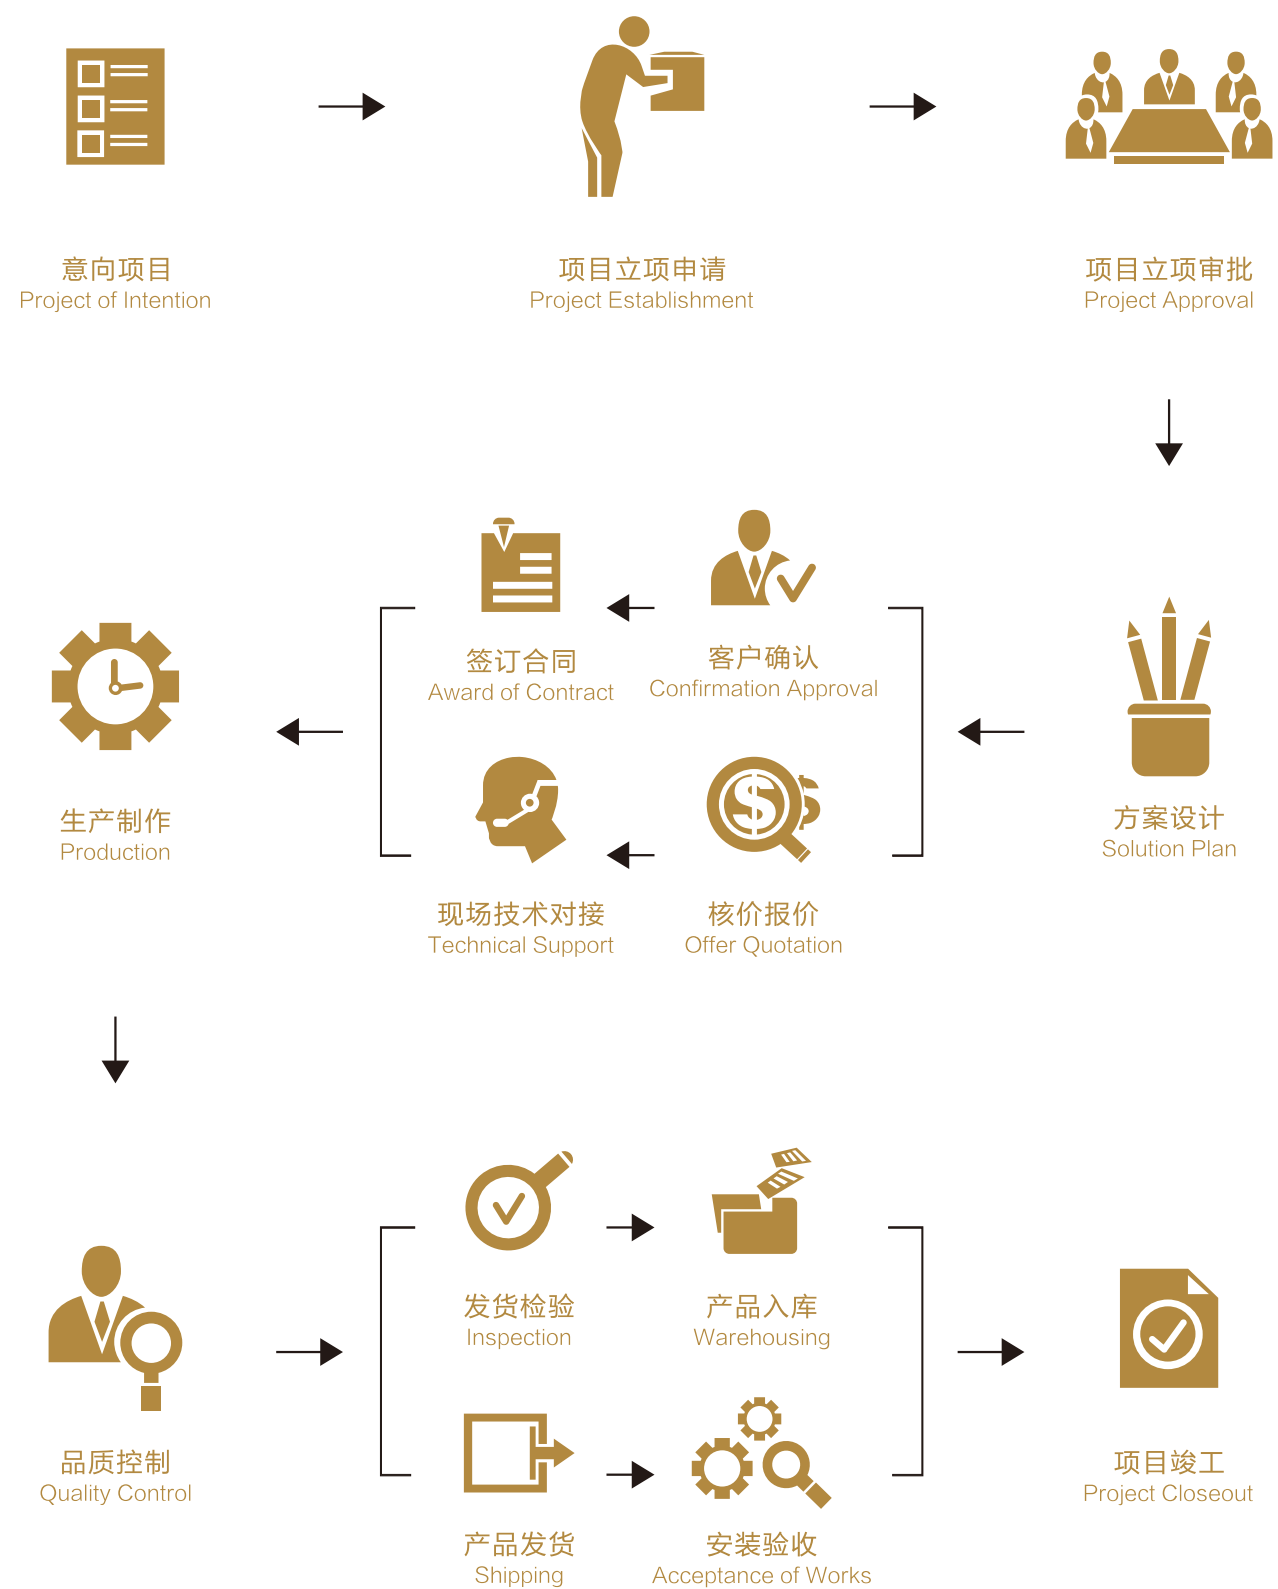 意向项目
Project of Intention
项目立项申请
Project Establishment
项目立项审批
Project Approval
签订合同
Award of Contract
客户确认
Confirmation Approval
生产制作
Production
方案设计
Solution Plan
现场技术对接
Technical Support
核价报价
Offer Quotation
发货检验
Inspection
产品入库
Warehousing
品质控制
Quality Control
项目竣工
Project Closeout
产品发货
Shipping
安装验收
Acceptance of Works